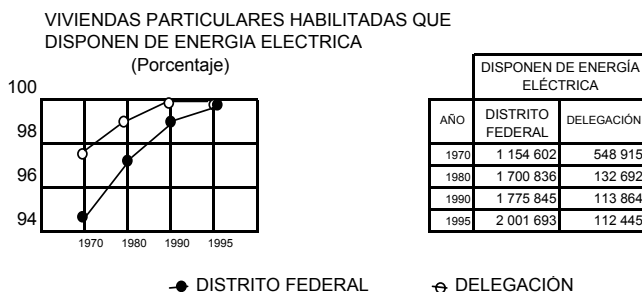 VIVIENDAS PARTICULARES HABILITADAS QUE
DISPONEN DE ENERGIA ELECTRICA
(Porcentaje)
100
98
96
94
1970 1980 1990 1995
DISTRITO FEDERAL DELEGACIÓN
DISPONEN DE ENERGÍA
ELÉCTRICA
AÑO DISTRITO FEDERAL DELEGACIÓN
1970 1 154 602 548 915
1980 1 700 836 132 692
1990 1 775 845 113 864
1995 2 001 693 112 445